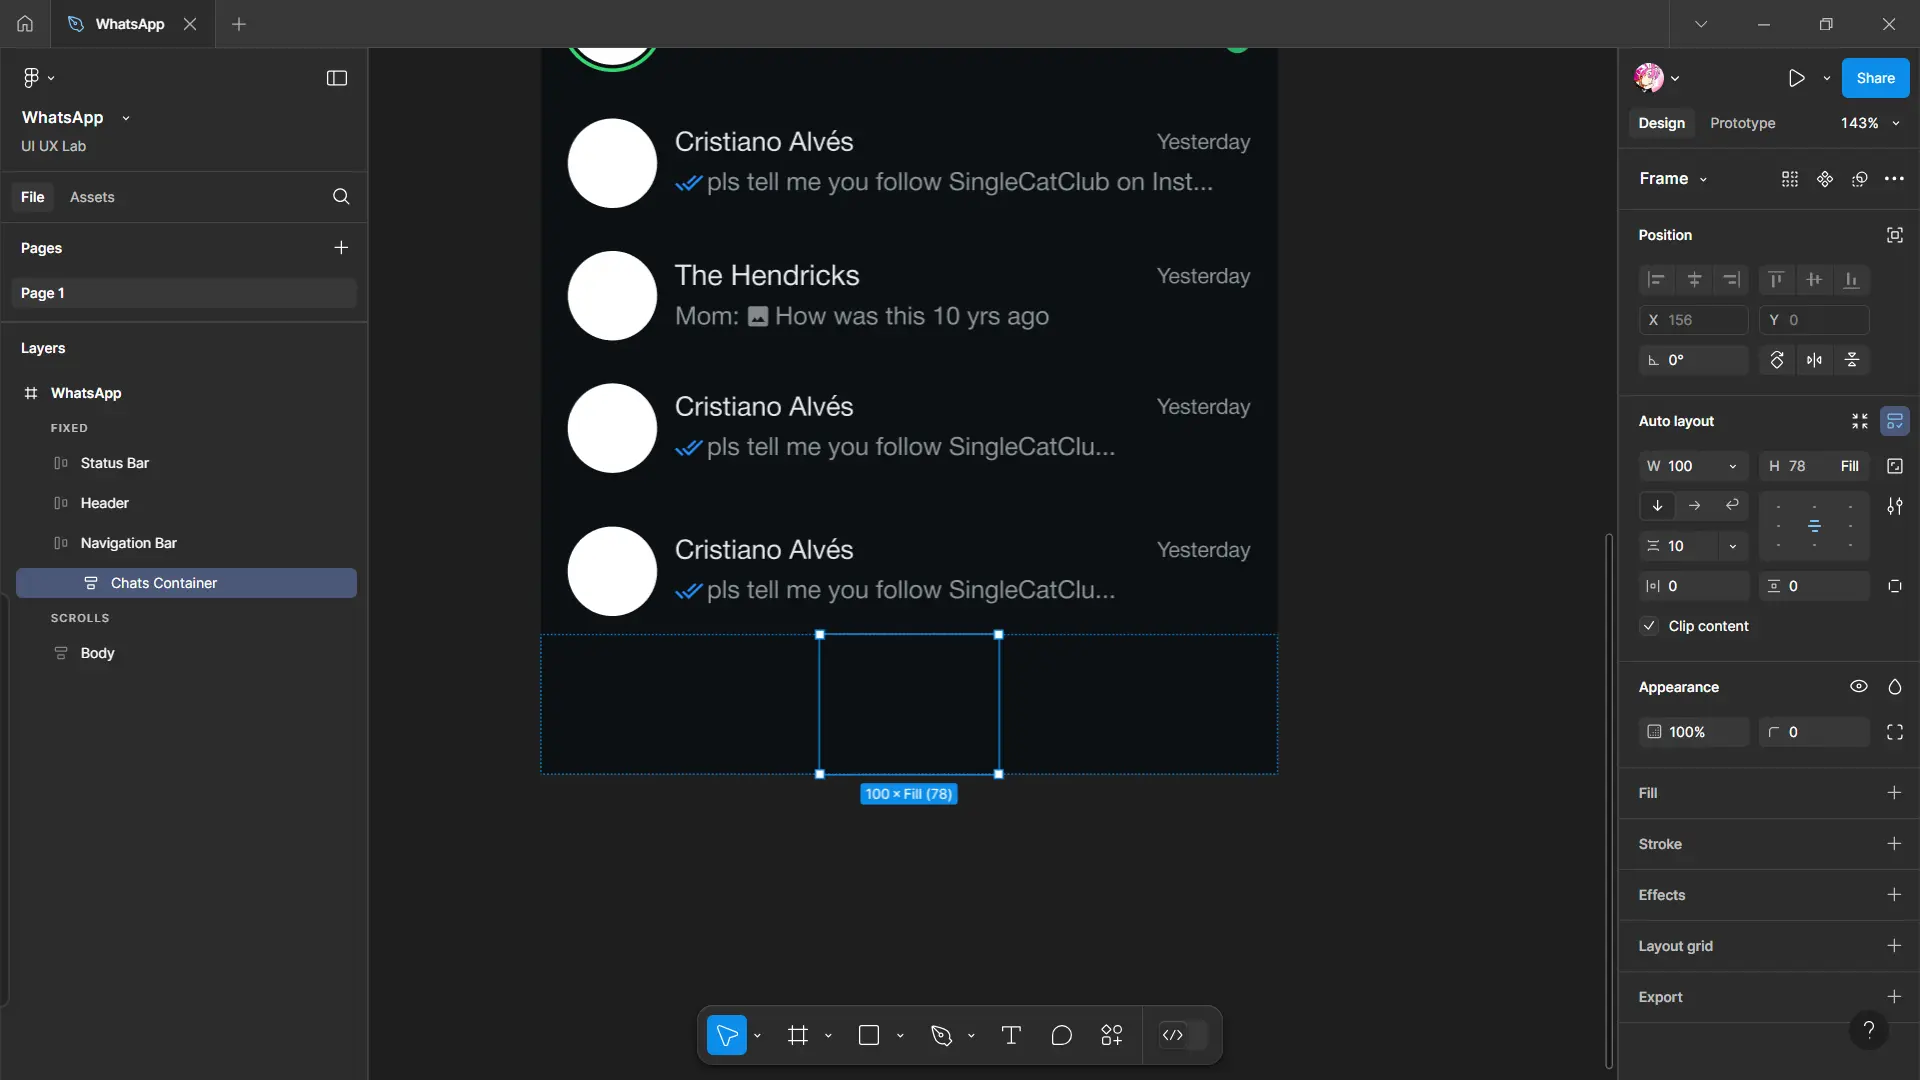 WhatsApp
WhatsApp
UI UX Lab
File
Assets
Pages
Page 1
Layers
WhatsApp
FIXED
Status Bar
Header
Navigation Bar
Chats Container
SCROLLS
Body
Cristiano Alvés
Yesterday
pls tell me you follow SingleCatClub on Inst...
The Hendricks
Yesterday
Mom: How was this 10 yrs ago
Cristiano Alvés
Yesterday
pls tell me you follow SingleCatClu...
Cristiano Alvés
Yesterday
pls tell me you follow SingleCatClu...
100 × Fill (78)
Share
Design
Prototype
143%
Frame
Position
X 156
Y 0
0°
Auto layout
W 100
H 78 Fill
10
0
0
Clip content
Appearance
100%
0
Fill
Stroke
Effects
Layout grid
Export
?